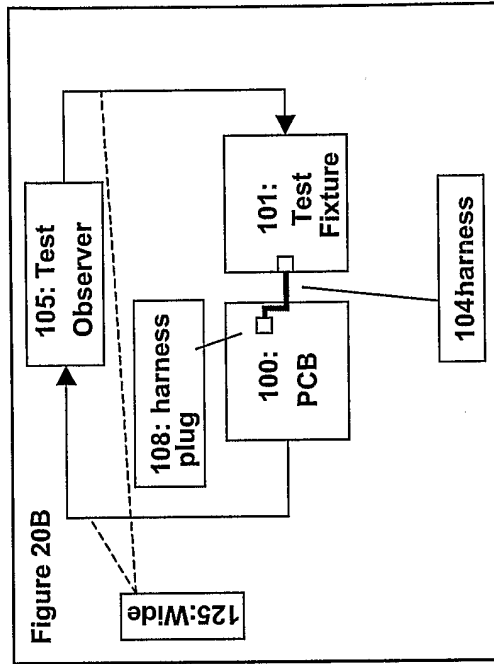 Figure 20B
105: Test
Observer
125:Wide
108: harness
plug
100:
PCB
101:
Test
Fixture
104harness